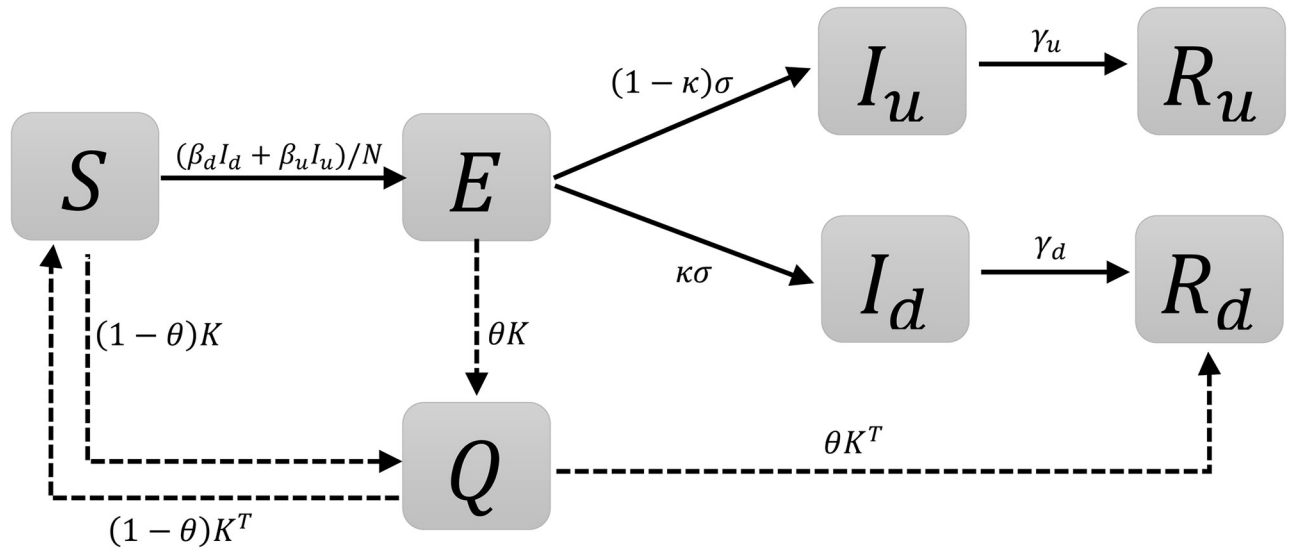 γ_u
I_u
R_u
(1 − κ)σ
(β_d I_d + β_u I_u)/N
S
E
γ_d
κσ
I_d
R_d
(1 − θ)K
θK
θK^T
Q
(1 − θ)K^T